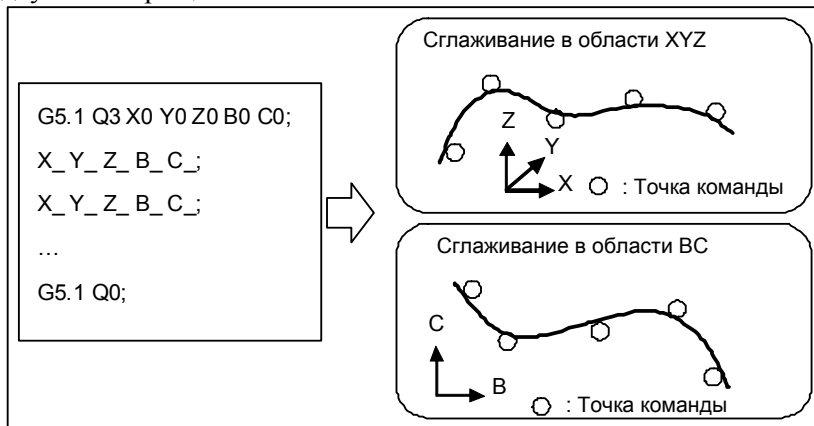 G5.1 Q3 X0 Y0 Z0 B0 C0;
X_ Y_ Z_ B_ C_;
X_ Y_ Z_ B_ C_;
…
G5.1 Q0;
Сглаживание в области XYZ
Z
Y
X
: Точка команды
Сглаживание в области BC
C
B
: Точка команды